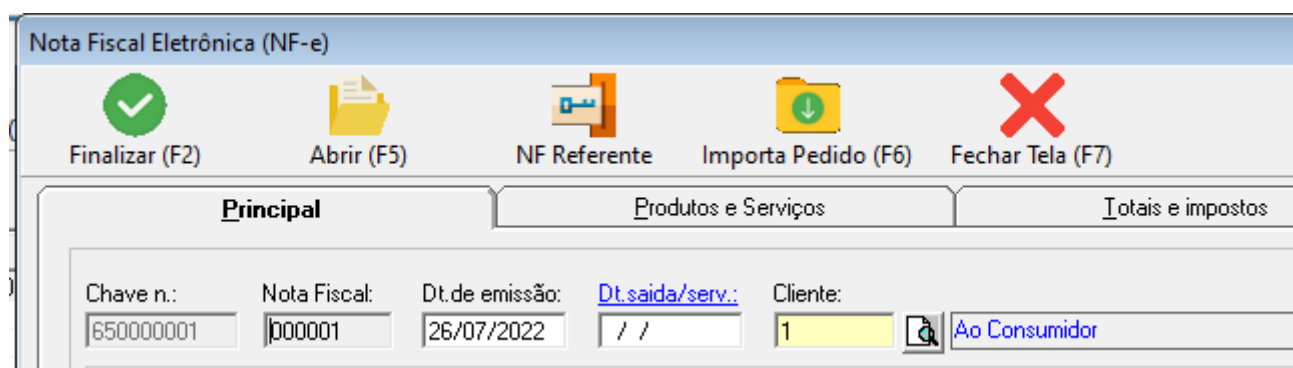 Nota Fiscal Eletrônica (NF-e)
Finalizar (F2) Abrir (F5) NF Referente Importa Pedido (F6) Fechar Tela (F7)
Principal Produtos e Serviços Totais e impostos
Chave n.: Nota Fiscal: Dt.de emissão: Dt.saida/serv.: Cliente:
650000001 000001 26/07/2022 / / 1 Ao Consumidor